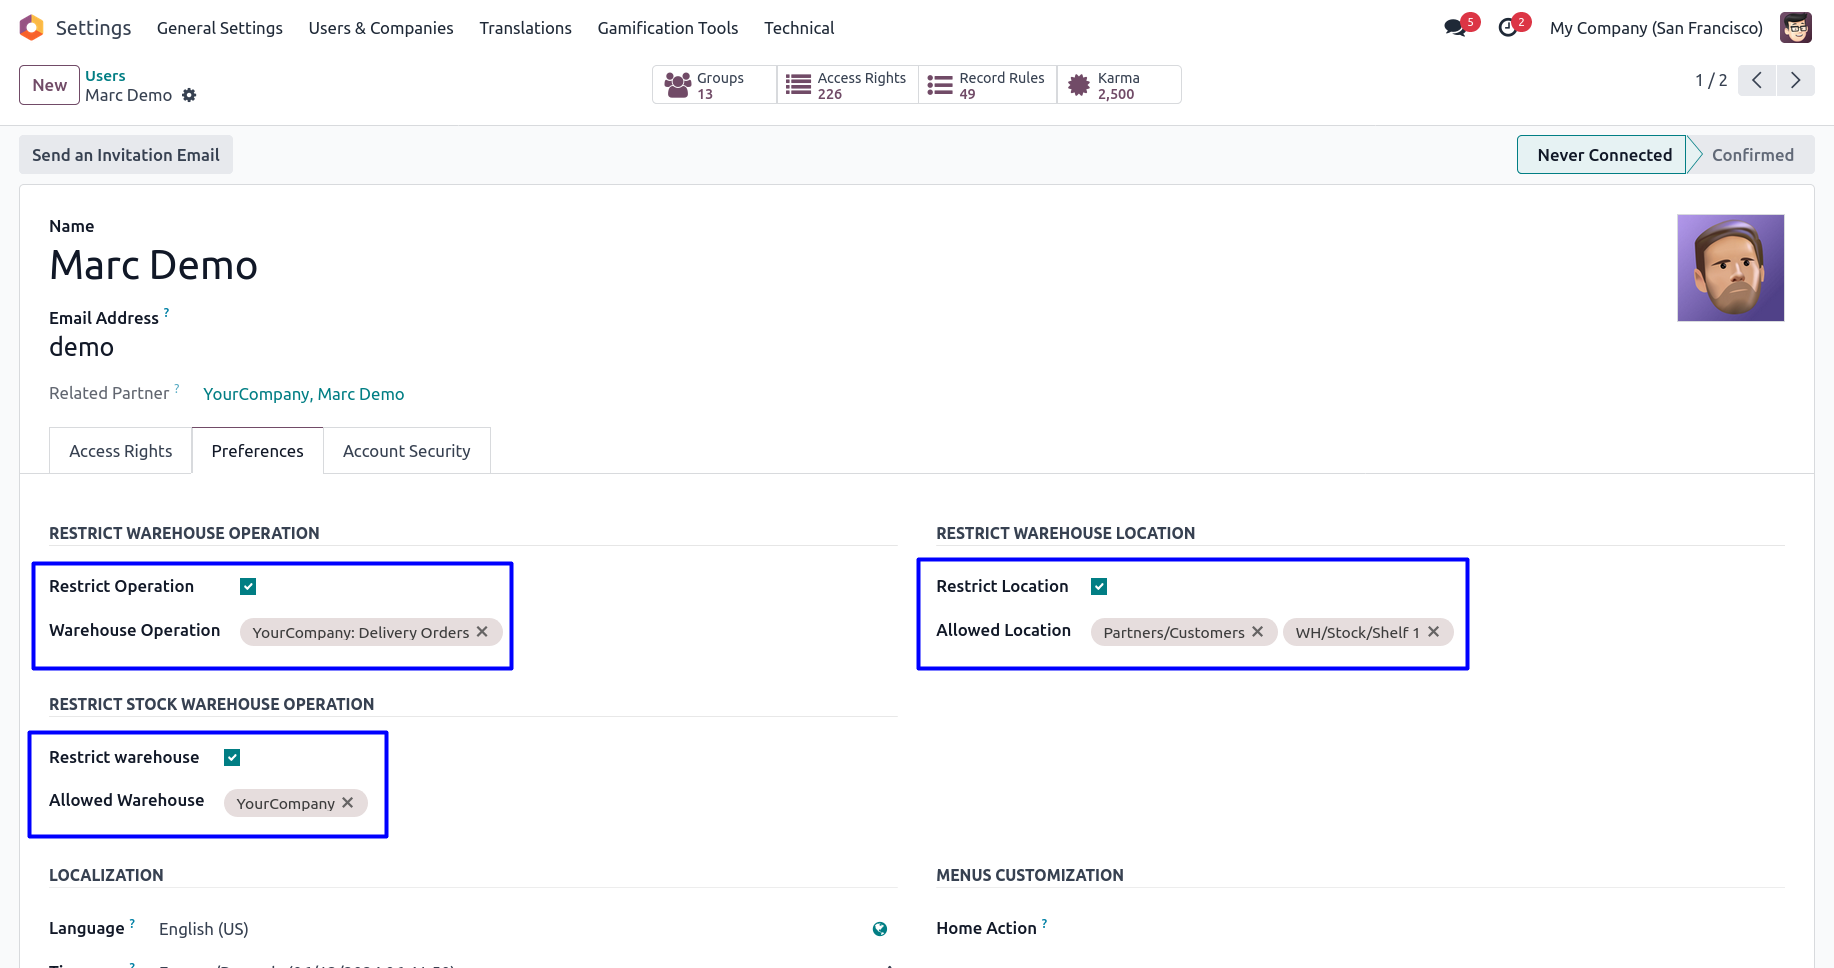 Settings General Settings Users & Companies Translations Gamification Tools Technical 5 2 My Company (San Francisco)
New Users
Marc Demo
Groups 13
Access Rights 226
Record Rules 49
Karma 2,500
1 / 2
Send an Invitation Email Never Connected Confirmed
Name
Marc Demo
Email Address ?
demo
Related Partner ? YourCompany, Marc Demo
Access Rights Preferences Account Security
RESTRICT WAREHOUSE OPERATION
Restrict Operation
Warehouse Operation YourCompany: Delivery Orders
RESTRICT WAREHOUSE LOCATION
Restrict Location
Allowed Location Partners/Customers WH/Stock/Shelf 1
RESTRICT STOCK WAREHOUSE OPERATION
Restrict warehouse
Allowed Warehouse YourCompany
LOCALIZATION
Language ? English (US)
MENUS CUSTOMIZATION
Home Action ?